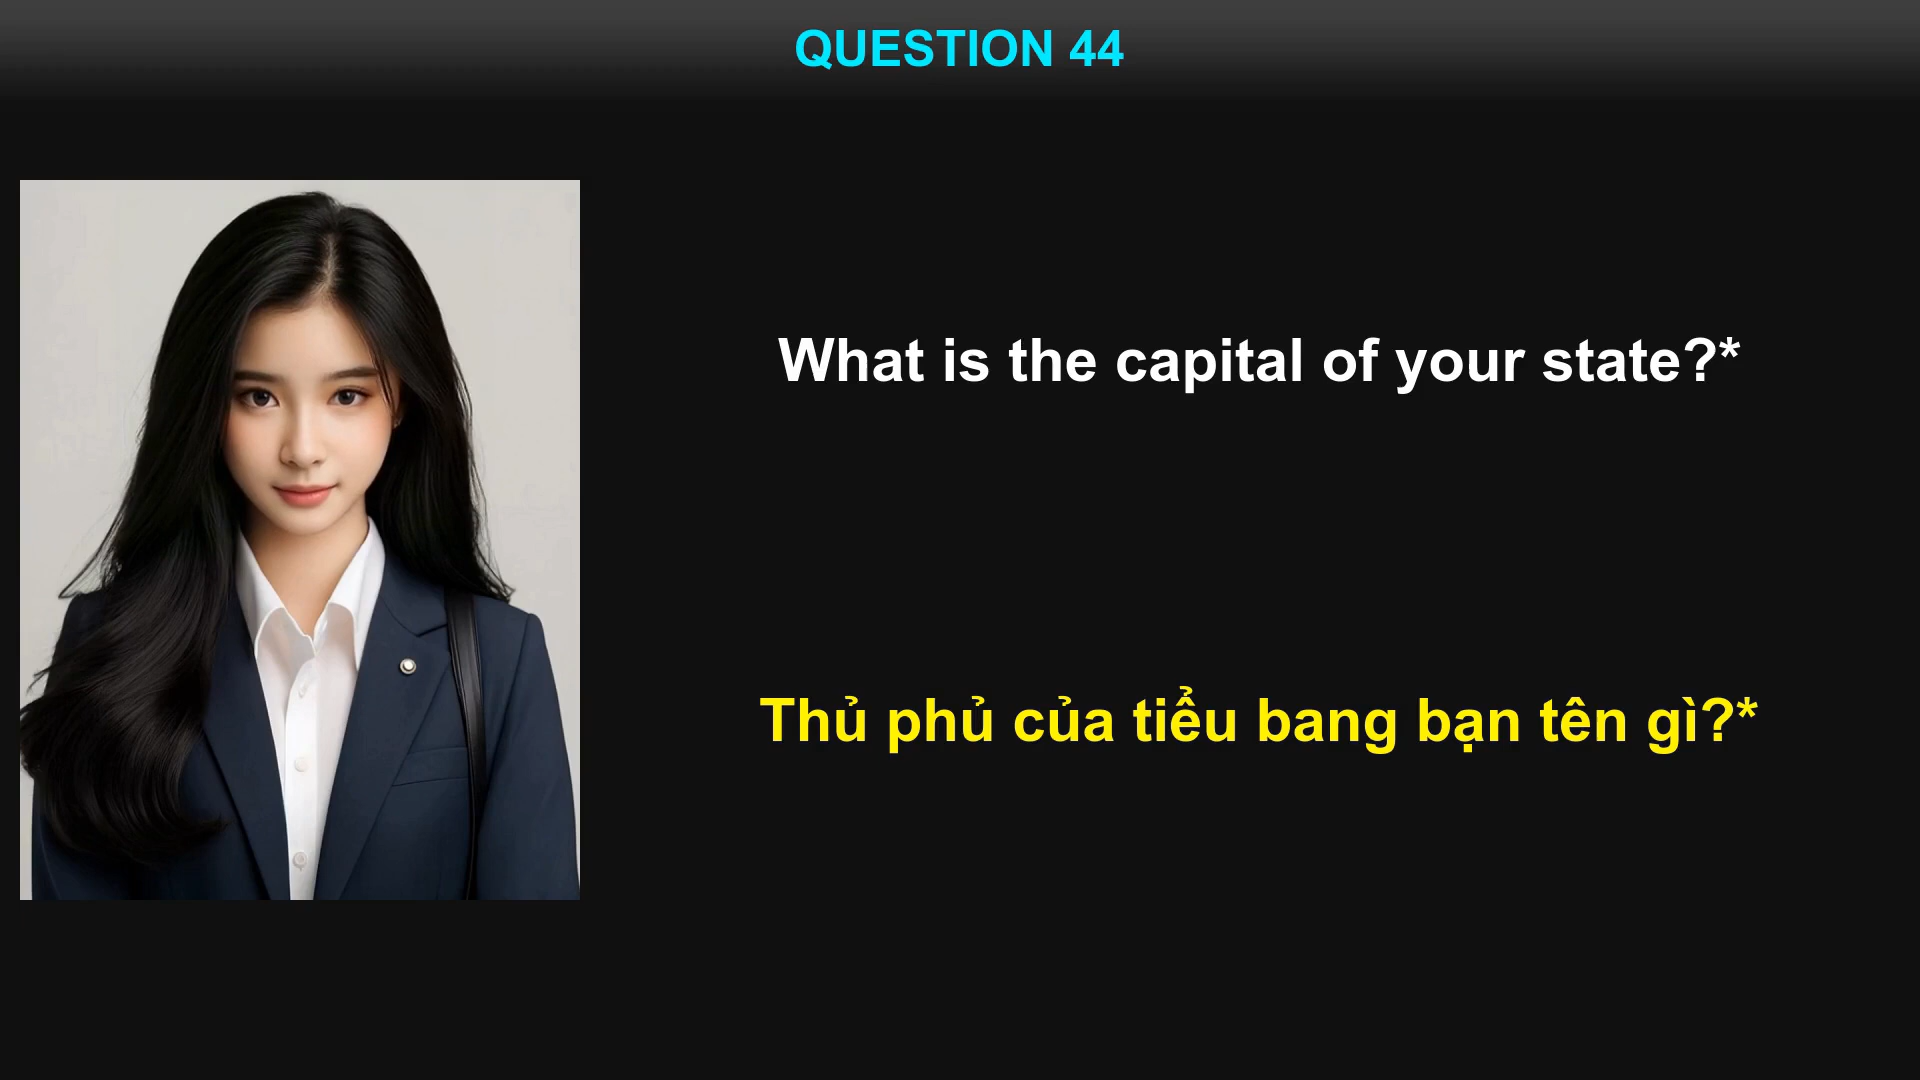 QUESTION 44
What is the capital of your state?*
Thủ phủ của tiểu bang bạn tên gì?*